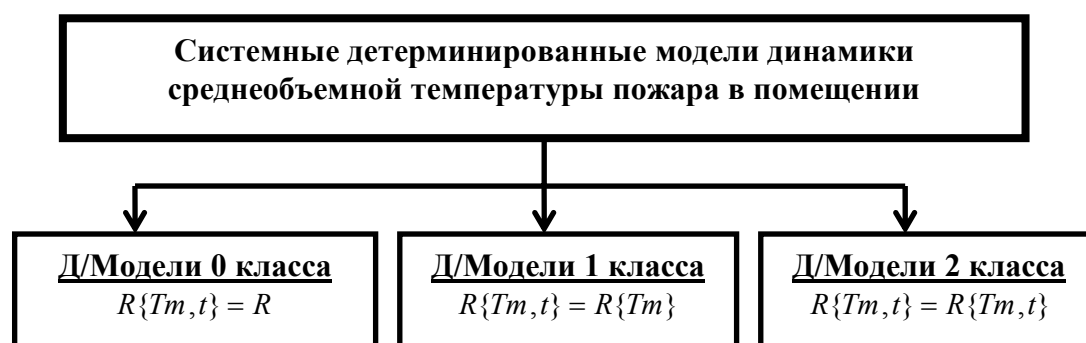 Системные детерминированные модели динамики
среднеобъемной температуры пожара в помещении
Д/Модели 0 класса
R{Tm,t} = R
Д/Модели 1 класса
R{Tm,t} = R{Tm}
Д/Модели 2 класса
R{Tm,t} = R{Tm,t}